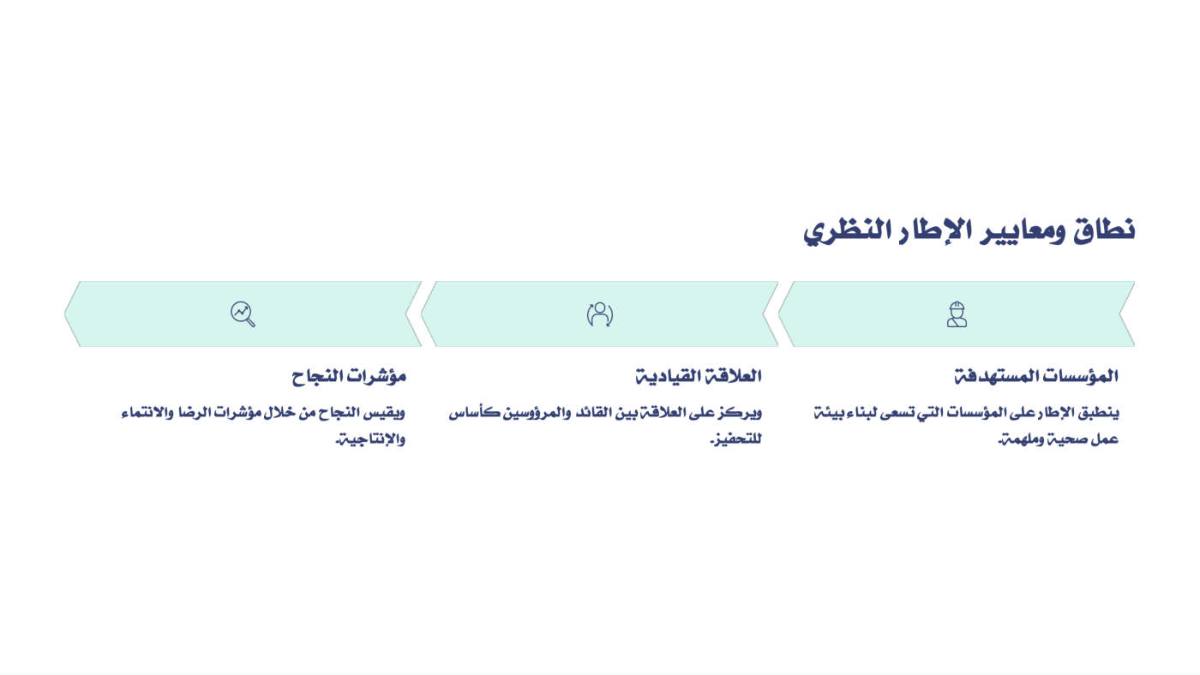 نطاق ومعايير الإطار النظري
المؤسسات المستهدفة
ينطبق الإطار على المؤسسات التي تسعى لبناء بيئة
عمل صحية وملهمة.
العلاقة القيادية
ويركز على العلاقة بين القائد والمرؤوسين كأساس
للتحفيز.
مؤشرات النجاح
ويقيس النجاح من خلال مؤشرات الرضا والانتماء
والإنتاجية.